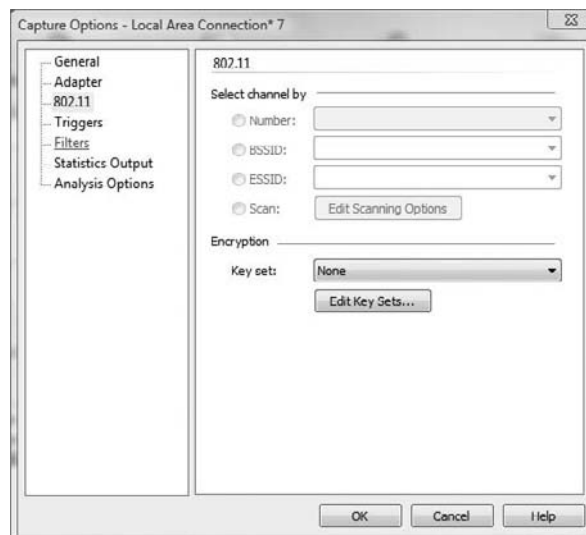 Capture Options - Local Area Connection* 7
General
Adapter
802.11
Triggers
Filters
Statistics Output
Analysis Options
802.11
Select channel by
Number:
BSSID:
ESSID:
Scan: Edit Scanning Options
Encryption
Key set: None
Edit Key Sets...
OK Cancel Help